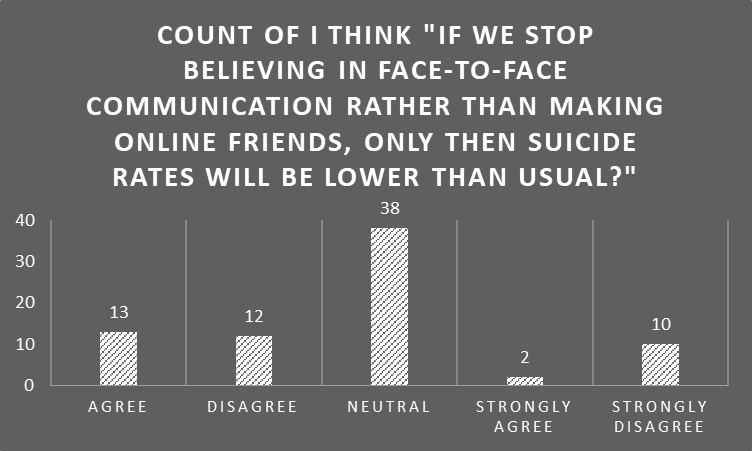 COUNT OF I THINK "IF WE STOP
BELIEVING IN FACE-TO-FACE
COMMUNICATION RATHER THAN MAKING
ONLINE FRIENDS, ONLY THEN SUICIDE
RATES WILL BE LOWER THAN USUAL?"
40
30
20
10
0
13
12
38
2
10
AGREE
DISAGREE
NEUTRAL
STRONGLY
AGREE
STRONGLY
DISAGREE